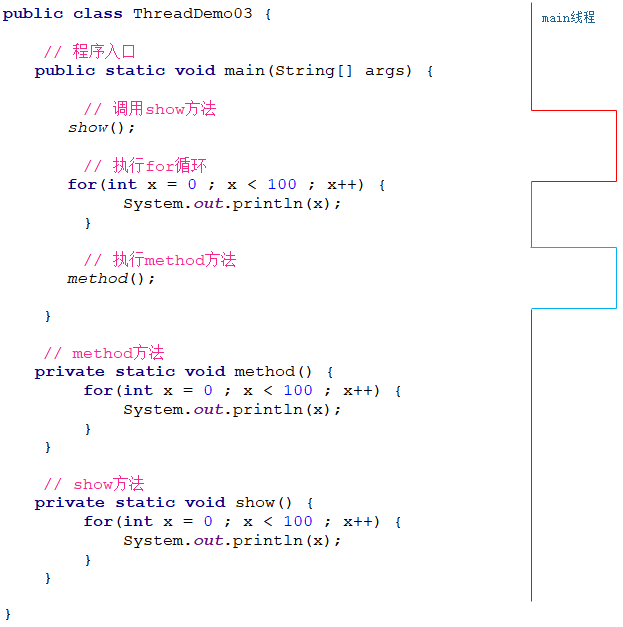 public class ThreadDemo03 {
// 程序入口
public static void main(String[] args) {
// 调用show方法
show();
// 执行for循环
for(int x = 0 ; x < 100 ; x++) {
System.out.println(x);
}
// 执行method方法
method();
}
// method方法
private static void method() {
for(int x = 0 ; x < 100 ; x++) {
System.out.println(x);
}
}
// show方法
private static void show() {
for(int x = 0 ; x < 100 ; x++) {
System.out.println(x);
}
}
}
main线程